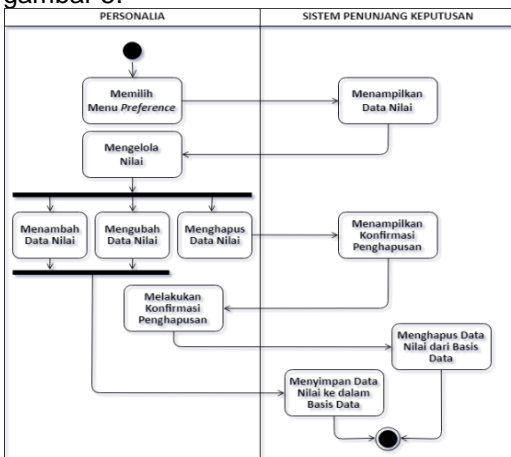 gambar 3.
PERSONALIA
SISTEM PENUNJANG KEPUTUSAN
Memilih
Menu Preference
Menampilkan
Data Nilai
Mengelola
Nilai
Menambah
Data Nilai
Mengubah
Data Nilai
Menghapus
Data Nilai
Menampilkan
Konfirmasi
Penghapusan
Melakukan
Konfirmasi
Penghapusan
Menghapus Data
Nilai dari Basis
Data
Menyimpan Data
Nilai ke dalam
Basis Data